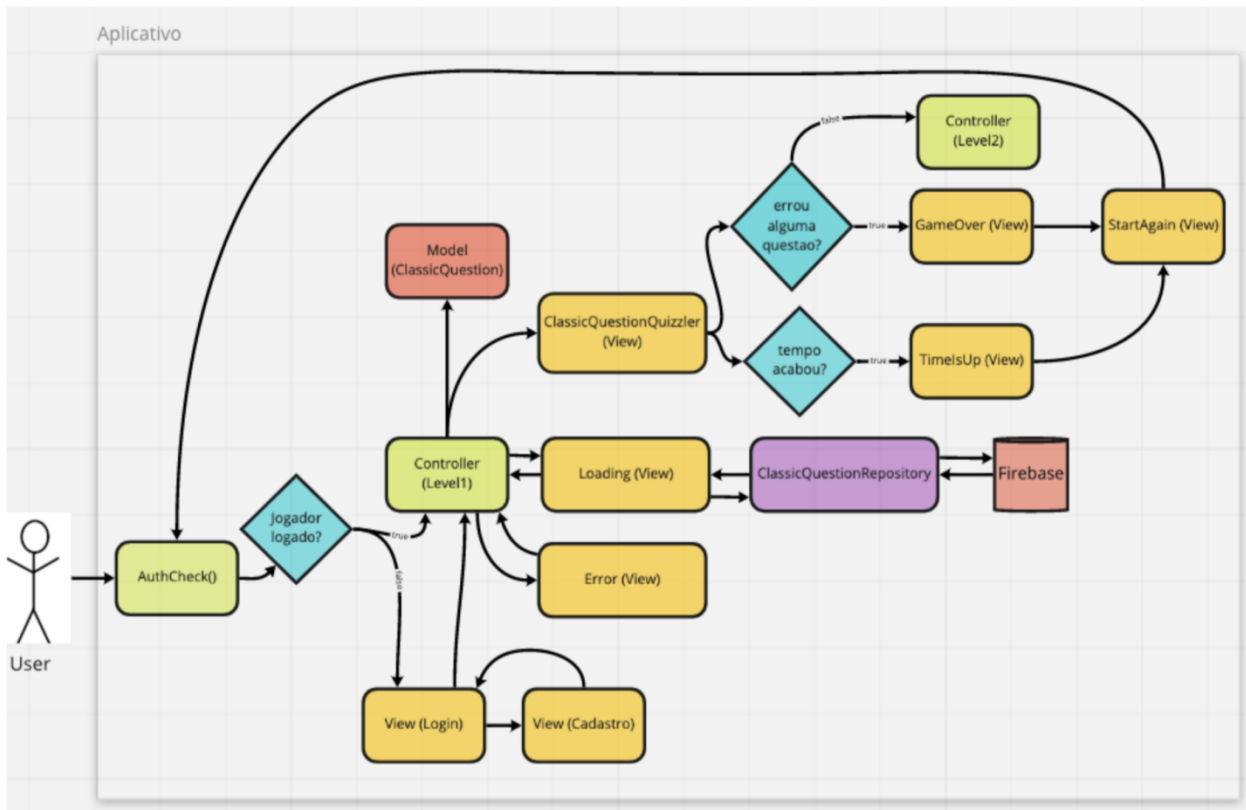 Aplicativo
Controller
(Level2)
false
errou
alguma
questao?
true
GameOver (View)
StartAgain (View)
Model
(ClassicQuestion)
ClassicQuestionQuizzler
(View)
tempo
acabou?
true
TimeIsUp (View)
Controller
(Level1)
Loading (View)
ClassicQuestionRepository
Firebase
Jogador
logado?
true
false
AuthCheck()
Error (View)
User
View (Login)
View (Cadastro)